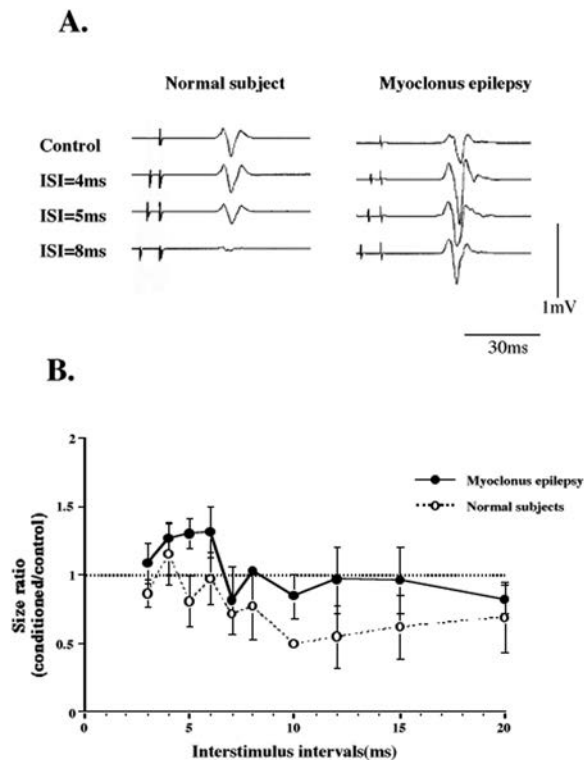 A.
Normal subject Myoclonus epilepsy
Control
ISI=4ms
ISI=5ms
ISI=8ms
1mV
30ms
B.
Size ratio
(conditioned/control)
2
1.5
1
0.5
0
Myoclonus epilepsy
Normal subjects
0 5 10 15 20
Interstimulus intervals(ms)